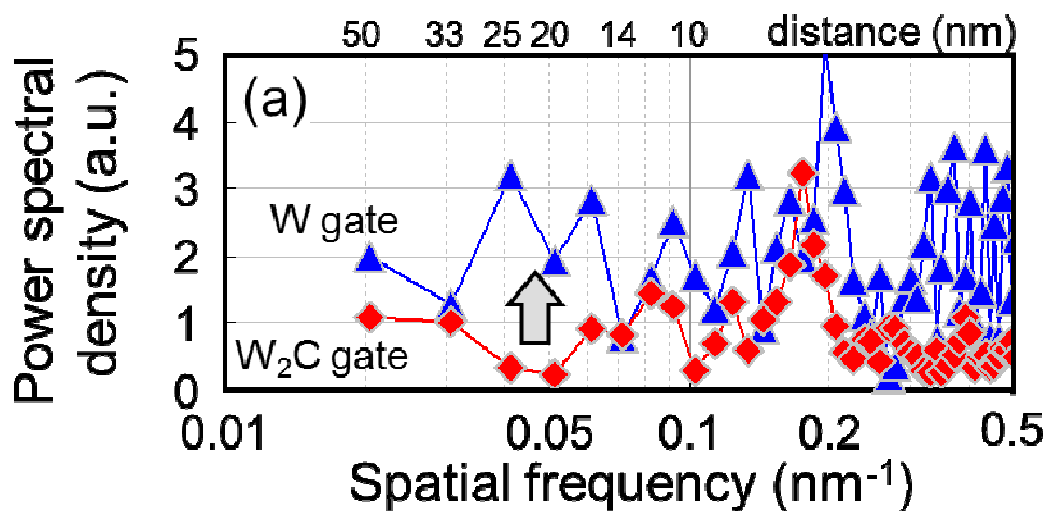 50 33 25 20 14 10 distance (nm)
Power spectral
density (a.u.)
5
4
3
2
1
0
(a)
W gate
W₂C gate
0.01 0.05 0.1 0.2 0.5
Spatial frequency (nm⁻¹)